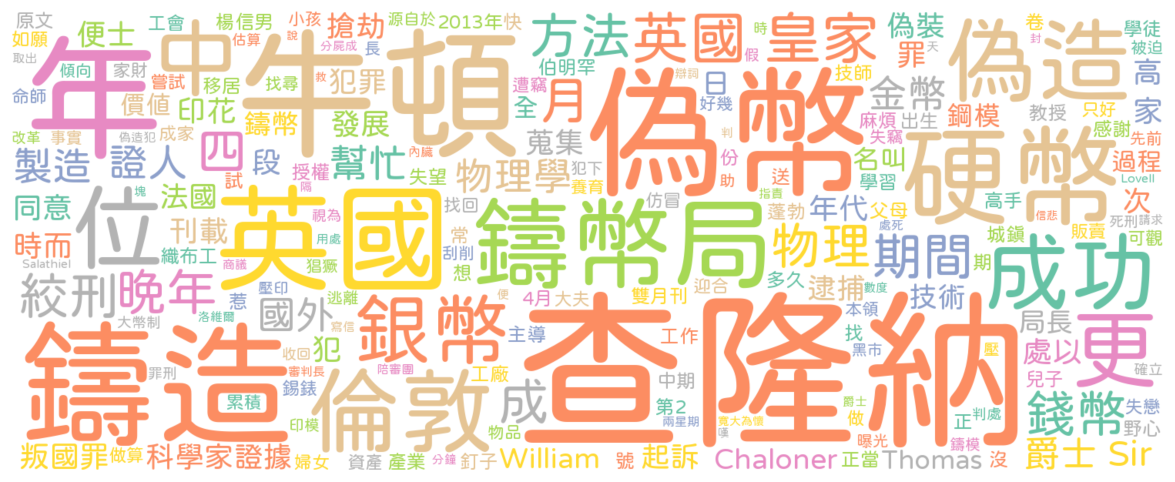 原文
工會
楊信男
小孩
說
搶劫
源自於
2013年
快
方法
英國
皇家
偽裝
卷
封
學徒
取出
如願
便士
估算
分屍成
年
中
牛
頓
罪
天
偽造
被迫
傾向
家財
嘗試
移居
找尋
救
犯罪
伯明罕
遭竊
辯詞
假
時
技師
高
命師
價值
印花
全
月
日
好幾
偽
幣
金幣
教授
只好
家
改革
事實
偽造犯
成家
鑄幣
發展
蒐集
判
麻煩
出生
鋼模
感謝
先前
製造
證人
四
段
內臟
幫忙
物理學
犯下
份
失竊
硬幣
過程
Lovell
塊
試
授權
隔
失望
養育
助
送
名叫
學習
高手
信悲
次
同意
位
法國
英國
視為
找回
仿冒
指責
蓬勃
年代
父母
死刑
請求
時而
刊載
用處
常
鑄幣局
處死
城鎮
販賣
可觀
Salathiel
織布工
商議
猖獗
刮削
想
物理
期間
期
成功
絞刑
晚年
惹
壓印
逃離
4月
大夫
雙月刊
迎合
多久
數度
技術
大幣制
洛維爾
國外
寫信
便
銀幣
主導
工作
逮捕
本領
找
黑市
壓
局長
更
鑄造
罪刑
收回
犯
審判長
陪審團
查隆納
處以
兒子
確立
錫錶
倫敦
工廠
成
中期
爵士
做
正
判處
錢幣
失戀
累積
印模
物品
第2
兩星期
寬大為懷
嘆
曝光
鑄模
沒
野心
叛國罪
做算
科學家
證據
婦女
資產
產業
分鐘
釘子
William
號
起訴
Chaloner
正當
Thomas
爵士
Sir